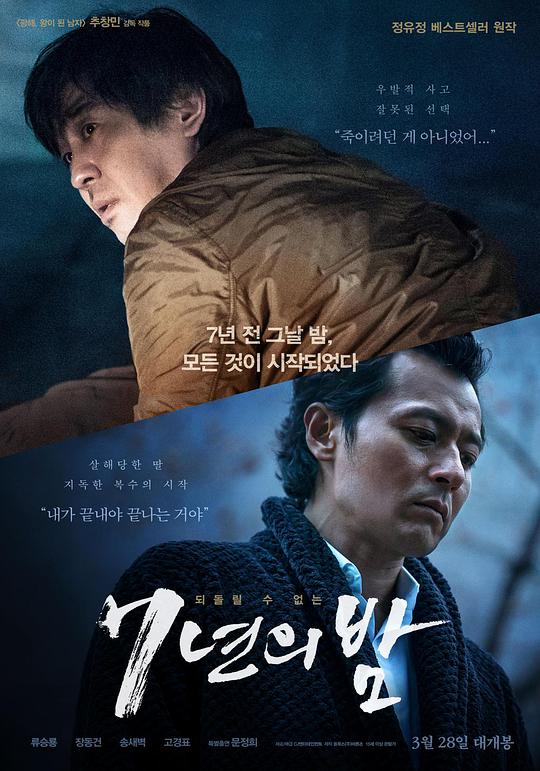 <광해, 왕이 된 남자> 추창민 감독 작품
정유정 베스트셀러 원작
우발적 사고
잘못된 선택
“죽이려던 게 아니었어...”
7년 전 그날 밤,
모든 것이 시작되었다
살해당한 딸
지독한 복수의 시작
“내가 끝내야 끝나는 거야”
되돌릴 수 없는
7년의 밤
류승룡 장동건 송새벽 고경표 특별출연 문정희
3월 28일 대개봉